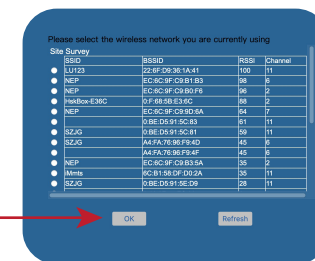 Please select the wireless network you are currently using
Site Survey
SSID BSSID RSSI Channel
LU123 22:6F:D9:36:1A:41 100 11
NEP EC:6C:9F:C9:B1:B3 98 6
NEP EC:6C:9F:C9:B0:F6 96 2
HskBox-E36C 0:F:68:5B:E3:6C 88 2
NEP EC:6C:9F:C9:9D:6A 64 7
0:BE:D5:91:5C:83 61 11
SZJG 0:BE:D5:91:5C:81 59 11
SZJG A4:FA:76:96:F9:4D 45 6
A4:FA:76:96:F9:4F 45 6
NEP EC:6C:9F:C9:B3:5A 35 2
iMmts 6C:B1:58:DF:D0:2A 35 11
SZJG 0:BE:D5:91:5E:D9 28 11
OK Refresh